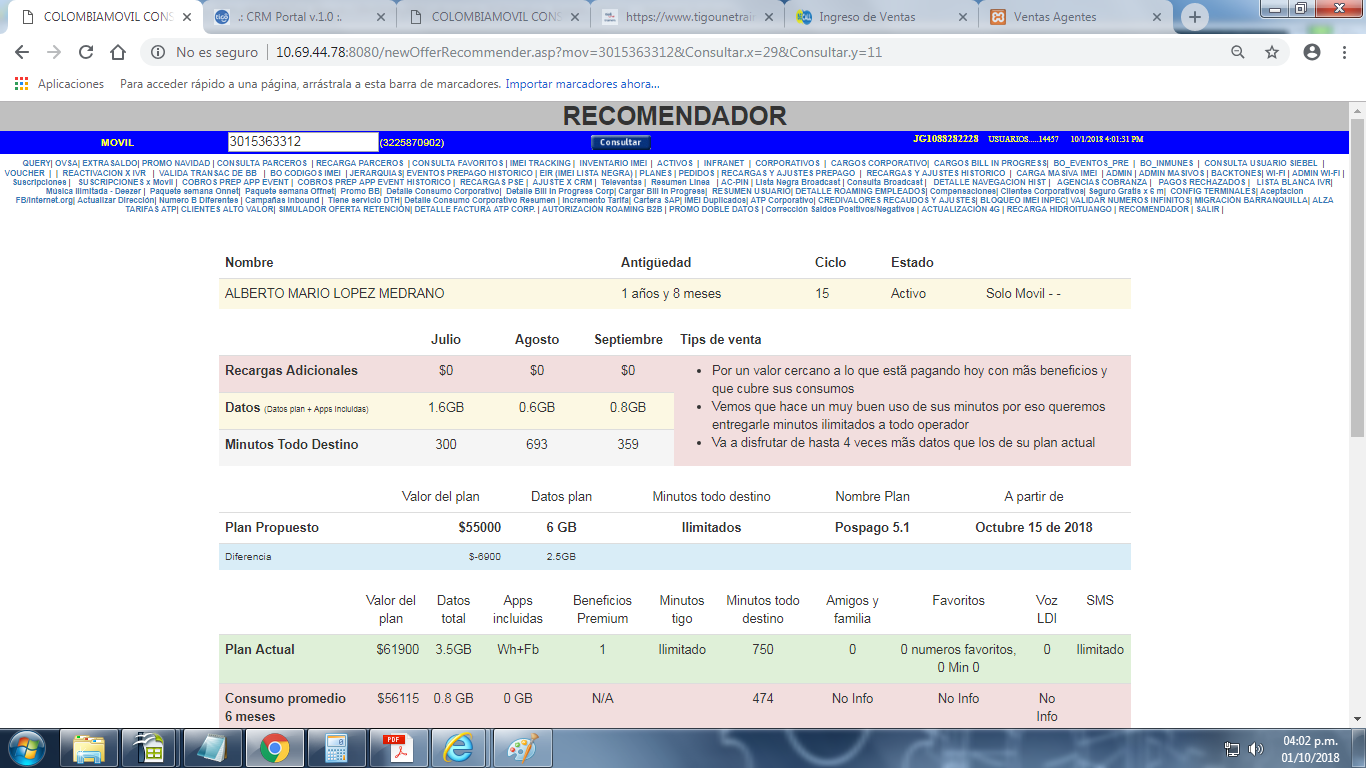 COLOMBIAMOVIL CONS
.: CRM Portal v.1.0 :.
COLOMBIAMOVIL CONS
https://www.tigounetrain
Ingreso de Ventas
Ventas Agentes
No es seguro | 10.69.44.78:8080/newOfferRecommender.asp?mov=3015363312&Consultar.x=29&Consultar.y=11
Aplicaciones Para acceder rápido a una página, arrástrala a esta barra de marcadores. Importar marcadores ahora...
RECOMENDADOR
MOVIL 3015363312 (3225870902) Consultar JG1088282228 USUARIOS.....14457 10/1/2018 4:01:31 PM
QUERY| OVSA| EXTRASALDO| PROMO NAVIDAD | CONSULTA PARCEROS | RECARGA PARCEROS | CONSULTA FAVORITOS | IMEI TRACKING | INVENTARIO IMEI | ACTIVOS | INFRANET | CORPORATIVOS | CARGOS CORPORATIVO| CARGOS BILL IN PROGRESS| BO_EVENTOS_PRE | BO_INMUNES | CONSULTA USUARIO SIEBEL |
VOUCHER | | REACTIVACION X IVR | VALIDA TRANSAC DE BB | BO CODIGOS IMEI | JERARQUIAS| EVENTOS PREPAGO HISTORICO | EIR (IMEI LISTA NEGRA) | PLANES | PEDIDOS | RECARGAS Y AJUSTES PREPAGO | RECARGAS Y AJUSTES HISTORICO | CARGA MASIVA IMEI | ADMIN | ADMIN MASIVOS | BACKTONES| WI-FI | ADMIN WI-FI |
Suscripciones | SUSCRIPCIONES x Movil | COBROS PREP APP EVENT | COBROS PREP APP EVENT HISTORICO | RECARGAS PSE | AJUSTE X CRM | Televentas | Resumen Linea | AC-PIN | Lista Negra Broadcast | Consulta Broadcast | DETALLE NAVEGACION HIST | AGENCIAS COBRANZA | PAGOS RECHAZADOS | LISTA BLANCA IVR|
Musica Ilimitada - Deezer | Paquete semana Onnet| Paquete semana Offnet| Promo BB| Detalle Consumo Corporativo| Detalle Bill In Progress Corp| Cargar Bill In Progress| RESUMEN USUARIO| DETALLE ROAMING EMPLEADOS| Compensaciones| Clientes Corporativos| Seguro Gratis x 6 m| CONFIG TERMINALES| Aceptacion
FB/Internet.org| Actualizar Dirección| Numero B Diferentes | Campañas Inbound | Tiene servicio DTH| Detalle Consumo Corporativo Resumen | Incremento Tarifa| Cartera SAP| IMEI Duplicados| ATP Corporativo| CREDIVALORES RECAUDOS Y AJUSTES| BLOQUEO IMEI INPEC| VALIDAR NUMEROS INFINITOS| MIGRACIÓN BARRANQUILLA| ALZA
TARIFAS ATP| CLIENTES ALTO VALOR| SIMULADOR OFERTA RETENCIÓN| DETALLE FACTURA ATP CORP. | AUTORIZACIÓN ROAMING B2B | PROMO DOBLE DATOS | Corrección Saldos Positivos/Negativos | ACTUALIZACIÓN 4G | RECARGA HIDROITUANGO | RECOMENDADOR | SALIR |
Nombre Antigüedad Ciclo Estado
ALBERTO MARIO LOPEZ MEDRANO 1 años y 8 meses 15 Activo Solo Movil - -
Julio Agosto Septiembre Tips de venta
Recargas Adicionales $0 $0 $0
Datos (Datos plan + Apps Incluidas) 1.6GB 0.6GB 0.8GB
Minutos Todo Destino 300 693 359
• Por un valor cercano a lo que estã pagando hoy con mãs beneficios y
que cubre sus consumos
• Vemos que hace un muy buen uso de sus minutos por eso queremos
entregarle minutos ilimitados a todo operador
• Va a disfrutar de hasta 4 veces mãs datos que los de su plan actual
Valor del plan Datos plan Minutos todo destino Nombre Plan A partir de
Plan Propuesto $55000 6 GB Ilimitados Pospago 5.1 Octubre 15 de 2018
Diferencia $-6900 2.5GB
Valor del Datos Apps Beneficios Minutos Minutos todo Amigos y Favoritos Voz SMS
plan total incluidas Premium tigo destino familia LDI
Plan Actual $61900 3.5GB Wh+Fb 1 Ilimitado 750 0 0 numeros favoritos, 0 Ilimitado
0 Min 0
Consumo promedio $56115 0.8 GB 0 GB N/A 474 No Info No Info No
6 meses Info
04:02 p.m.
01/10/2018